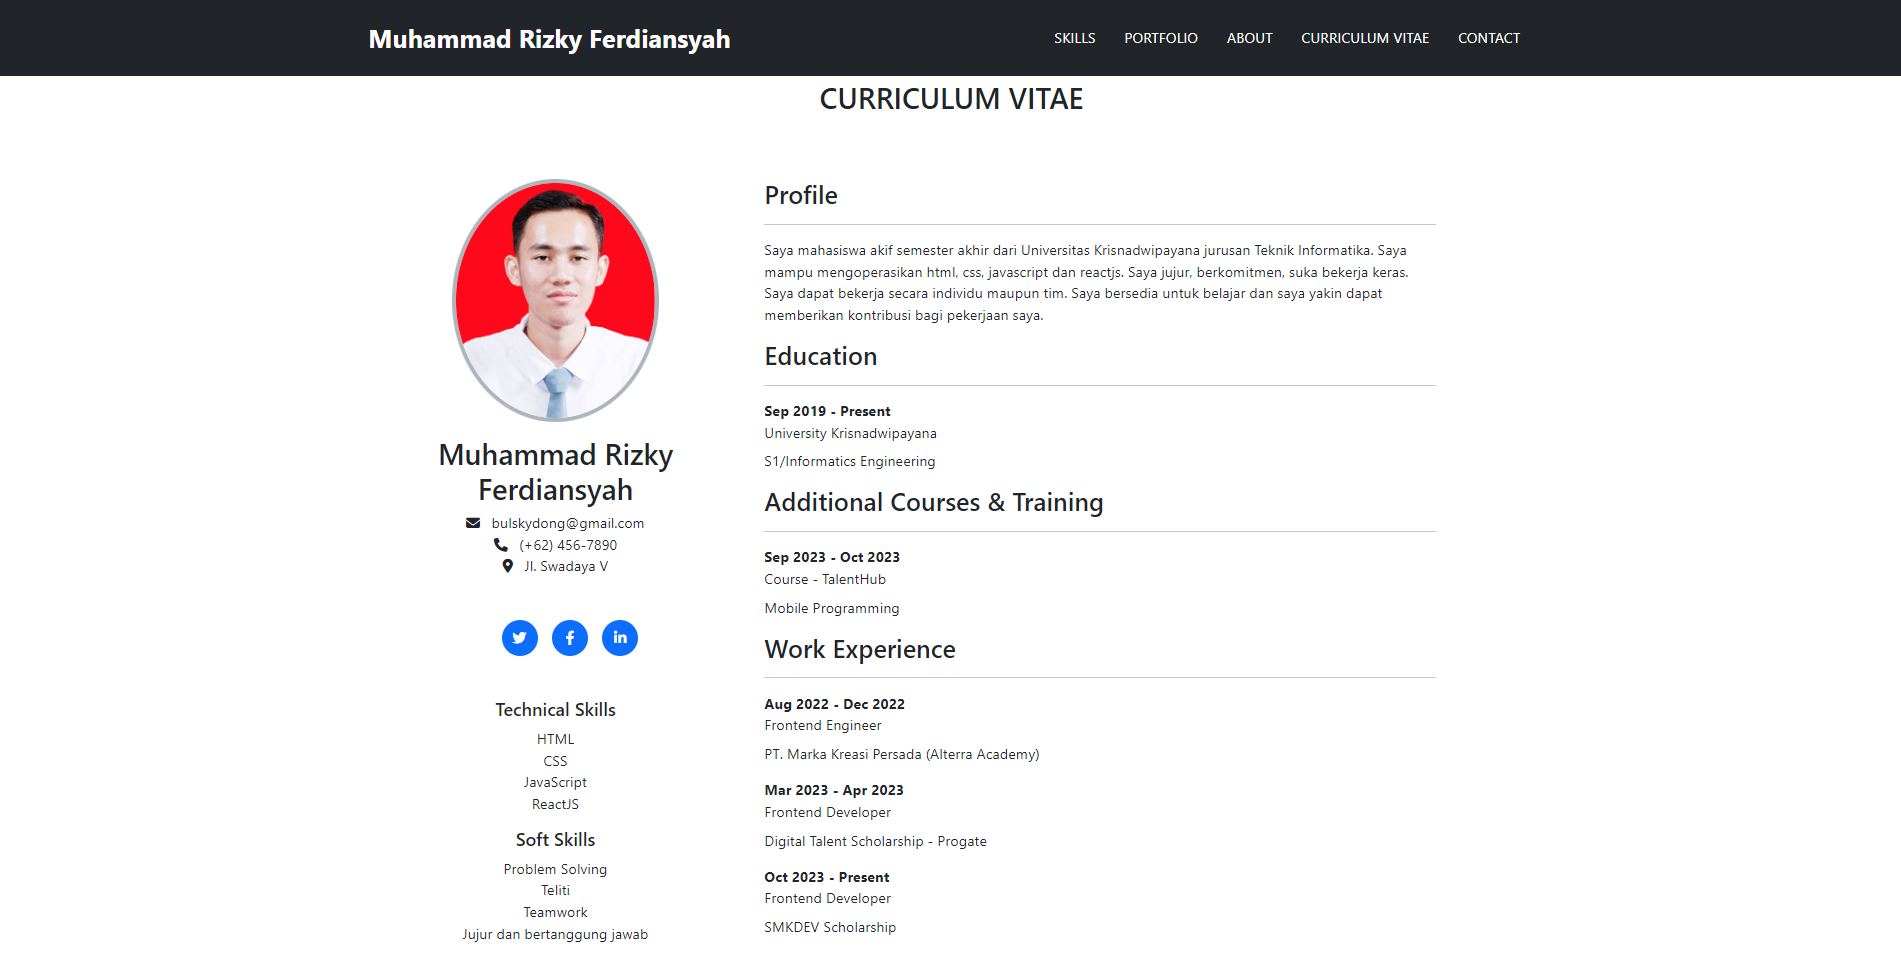 Muhammad Rizky Ferdiansyah
SKILLS PORTFOLIO ABOUT CURRICULUM VITAE CONTACT
CURRICULUM VITAE
Muhammad Rizky
Ferdiansyah
bulskydong@gmail.com
(+62) 456-7890
Jl. Swadaya V
Technical Skills
HTML
CSS
JavaScript
ReactJS
Soft Skills
Problem Solving
Teliti
Teamwork
Jujur dan bertanggung jawab
Profile
Saya mahasiswa akif semester akhir dari Universitas Krisnadwipayana jurusan Teknik Informatika. Saya
mampu mengoperasikan html, css, javascript dan reactjs. Saya jujur, berkomitmen, suka bekerja keras.
Saya dapat bekerja secara individu maupun tim. Saya bersedia untuk belajar dan saya yakin dapat
memberikan kontribusi bagi pekerjaan saya.
Education
Sep 2019 - Present
University Krisnadwipayana
S1/Informatics Engineering
Additional Courses & Training
Sep 2023 - Oct 2023
Course - TalentHub
Mobile Programming
Work Experience
Aug 2022 - Dec 2022
Frontend Engineer
PT. Marka Kreasi Persada (Alterra Academy)
Mar 2023 - Apr 2023
Frontend Developer
Digital Talent Scholarship - Progate
Oct 2023 - Present
Frontend Developer
SMKDEV Scholarship